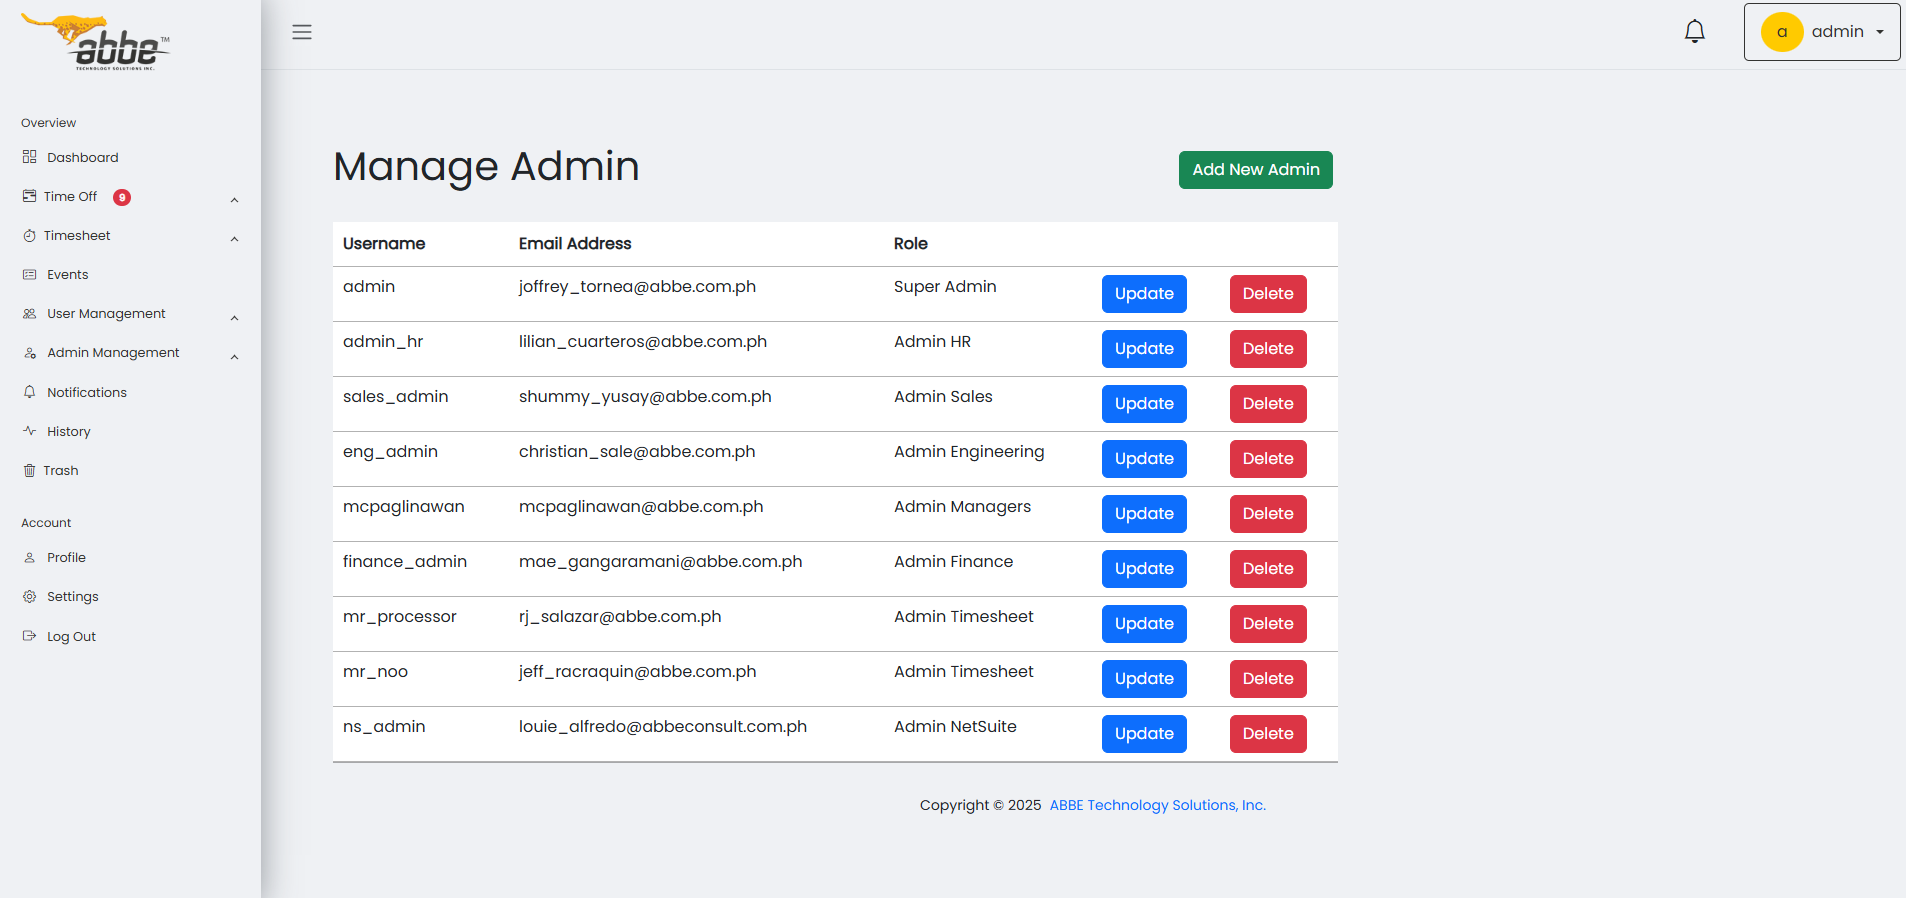 abbe™
TECHNOLOGY SOLUTIONS INC.
a admin
Overview
Dashboard
Time Off 9
Timesheet
Events
User Management
Admin Management
Notifications
History
Trash
Account
Profile
Settings
Log Out
Manage Admin
Add New Admin
Username Email Address Role
admin joffrey_tornea@abbe.com.ph Super Admin Update Delete
admin_hr lilian_cuarteros@abbe.com.ph Admin HR Update Delete
sales_admin shummy_yusay@abbe.com.ph Admin Sales Update Delete
eng_admin christian_sale@abbe.com.ph Admin Engineering Update Delete
mcpaglinawan mcpaglinawan@abbe.com.ph Admin Managers Update Delete
finance_admin mae_gangaramani@abbe.com.ph Admin Finance Update Delete
mr_processor rj_salazar@abbe.com.ph Admin Timesheet Update Delete
mr_noo jeff_racraquin@abbe.com.ph Admin Timesheet Update Delete
ns_admin louie_alfredo@abbeconsult.com.ph Admin NetSuite Update Delete
Copyright © 2025 ABBE Technology Solutions, Inc.